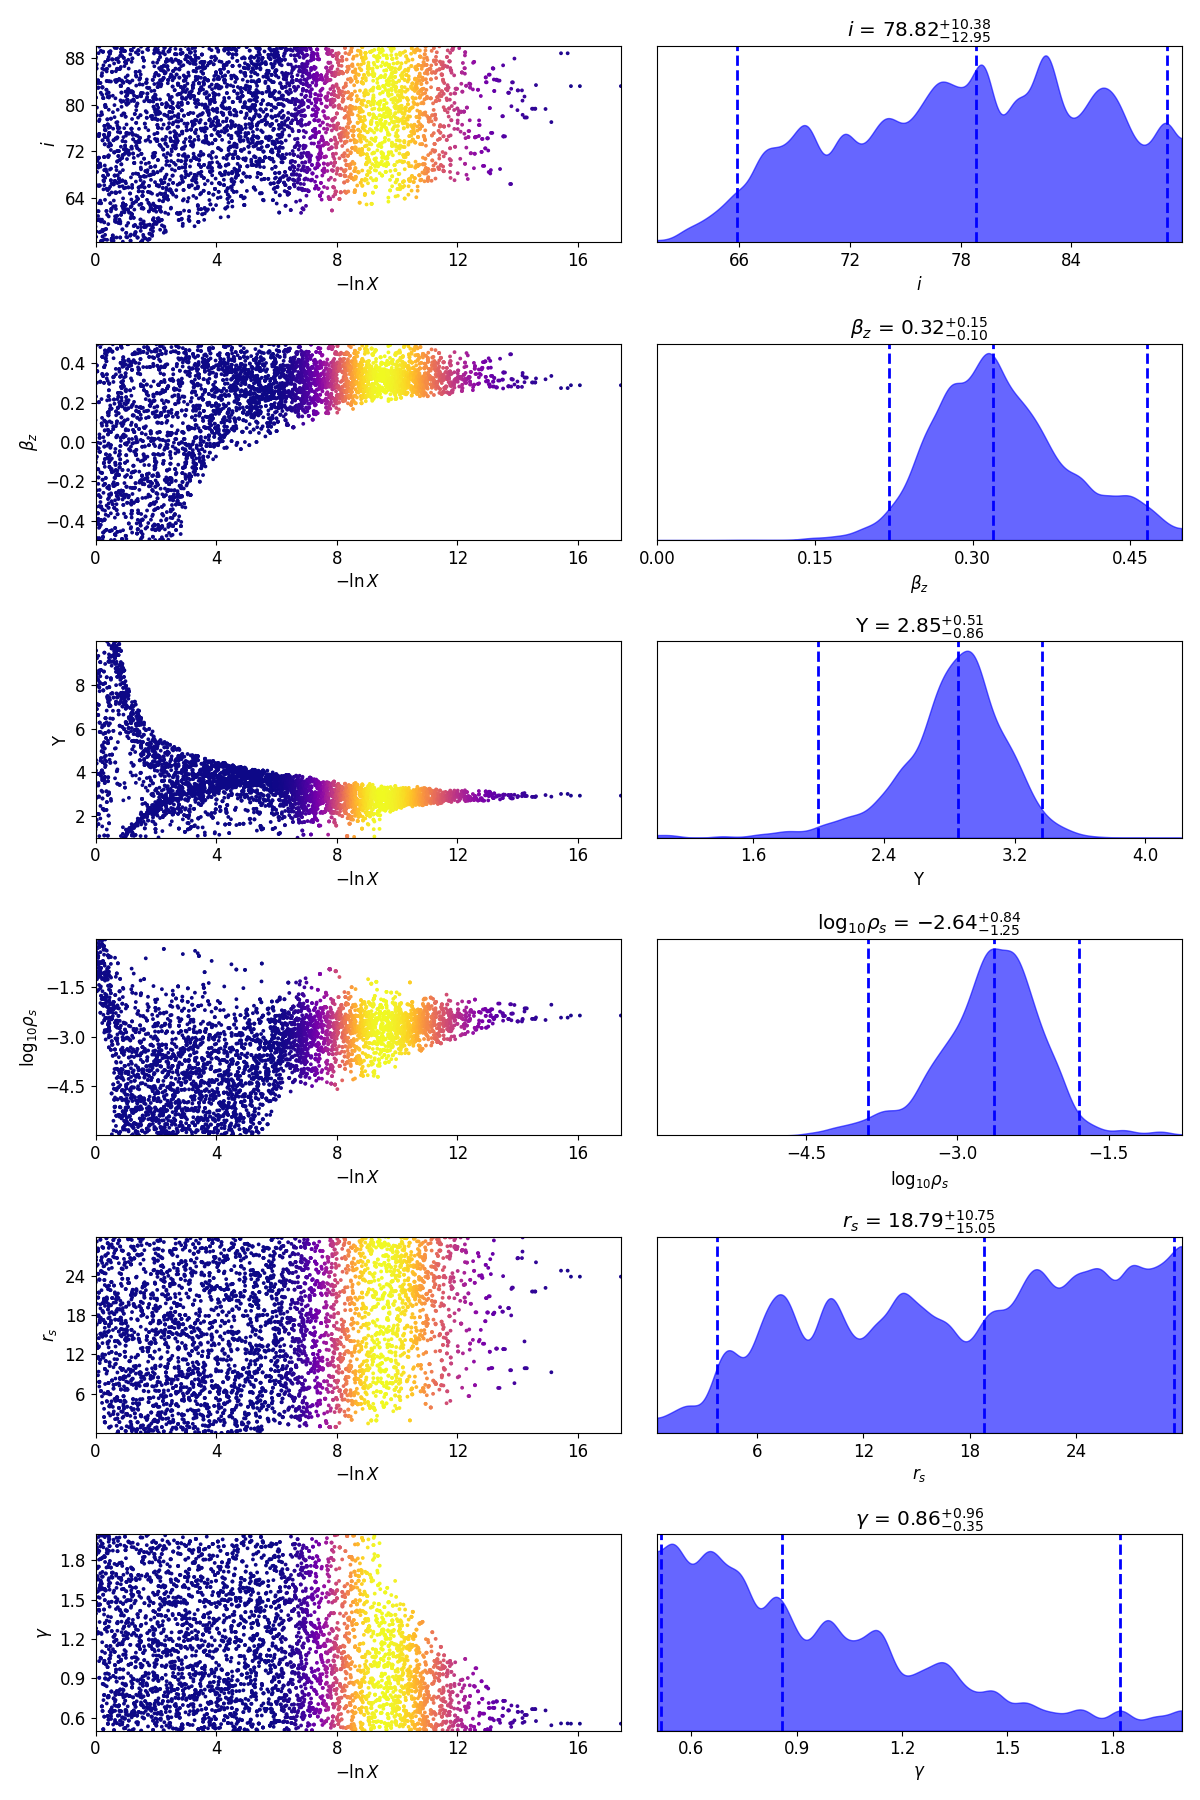 i = 78.82 +10.38 −12.95
88
80
72
64
i
0 4 8 12 16
−ln X
66 72 78 84
i
β_z = 0.32 +0.15 −0.10
0.4
0.2
0.0
−0.2
−0.4
β_z
0 4 8 12 16
−ln X
0.00 0.15 0.30 0.45
β_z
Y = 2.85 +0.51 −0.86
8
6
4
2
Y
0 4 8 12 16
−ln X
1.6 2.4 3.2 4.0
Y
log₁₀ρ_s = −2.64 +0.84 −1.25
−1.5
−3.0
−4.5
log₁₀ρ_s
0 4 8 12 16
−ln X
−4.5 −3.0 −1.5
log₁₀ρ_s
r_s = 18.79 +10.75 −15.05
24
18
12
6
r_s
0 4 8 12 16
−ln X
6 12 18 24
r_s
γ = 0.86 +0.96 −0.35
1.8
1.5
1.2
0.9
0.6
γ
0 4 8 12 16
−ln X
0.6 0.9 1.2 1.5 1.8
γ